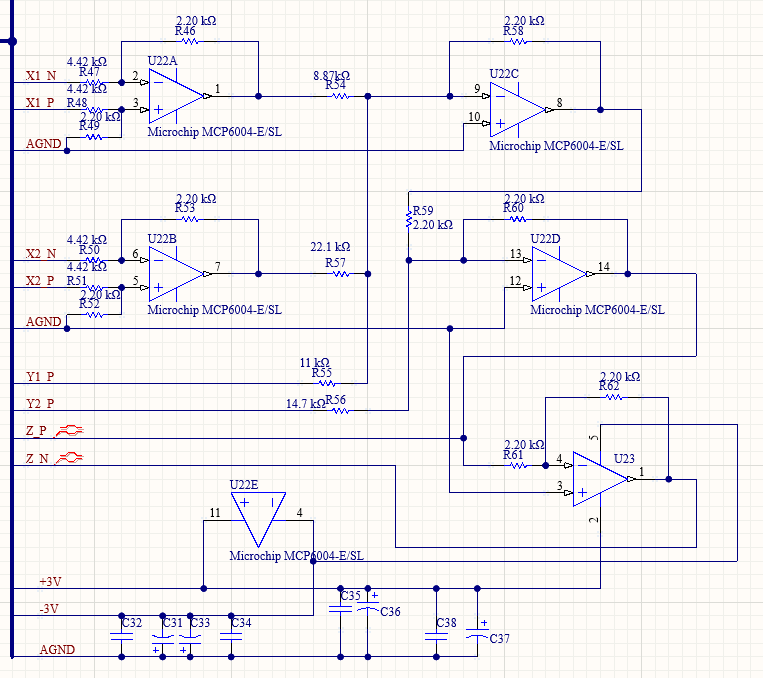 2.20 kΩ
R46
2.20 kΩ
R58
4.42 kΩ
R47
U22A
X1_N
2
1
8.87kΩ
R54
U22C
9
8
4.42 kΩ
X1_P
R48
3
2.20 kΩ
R49
10
Microchip MCP6004-E/SL
Microchip MCP6004-E/SL
AGND
2.20 kΩ
R53
R59
2.20 kΩ
2.20 kΩ
R60
4.42 kΩ
R50
U22B
X2_N
6
7
22.1 kΩ
R57
U22D
13
14
4.42 kΩ
X2_P
R51
5
12
2.20 kΩ
R52
Microchip MCP6004-E/SL
Microchip MCP6004-E/SL
AGND
11 kΩ
R55
Y1_P
2.20 kΩ
R62
Y2_P
14.7 kΩ
R56
Z_P
5
2.20 kΩ
R61
U23
Z_N
4
1
3
U22E
11
4
2
Microchip MCP6004-E/SL
+3V
-3V
C35
C36
C32
C31
C33
C34
C38
C37
AGND